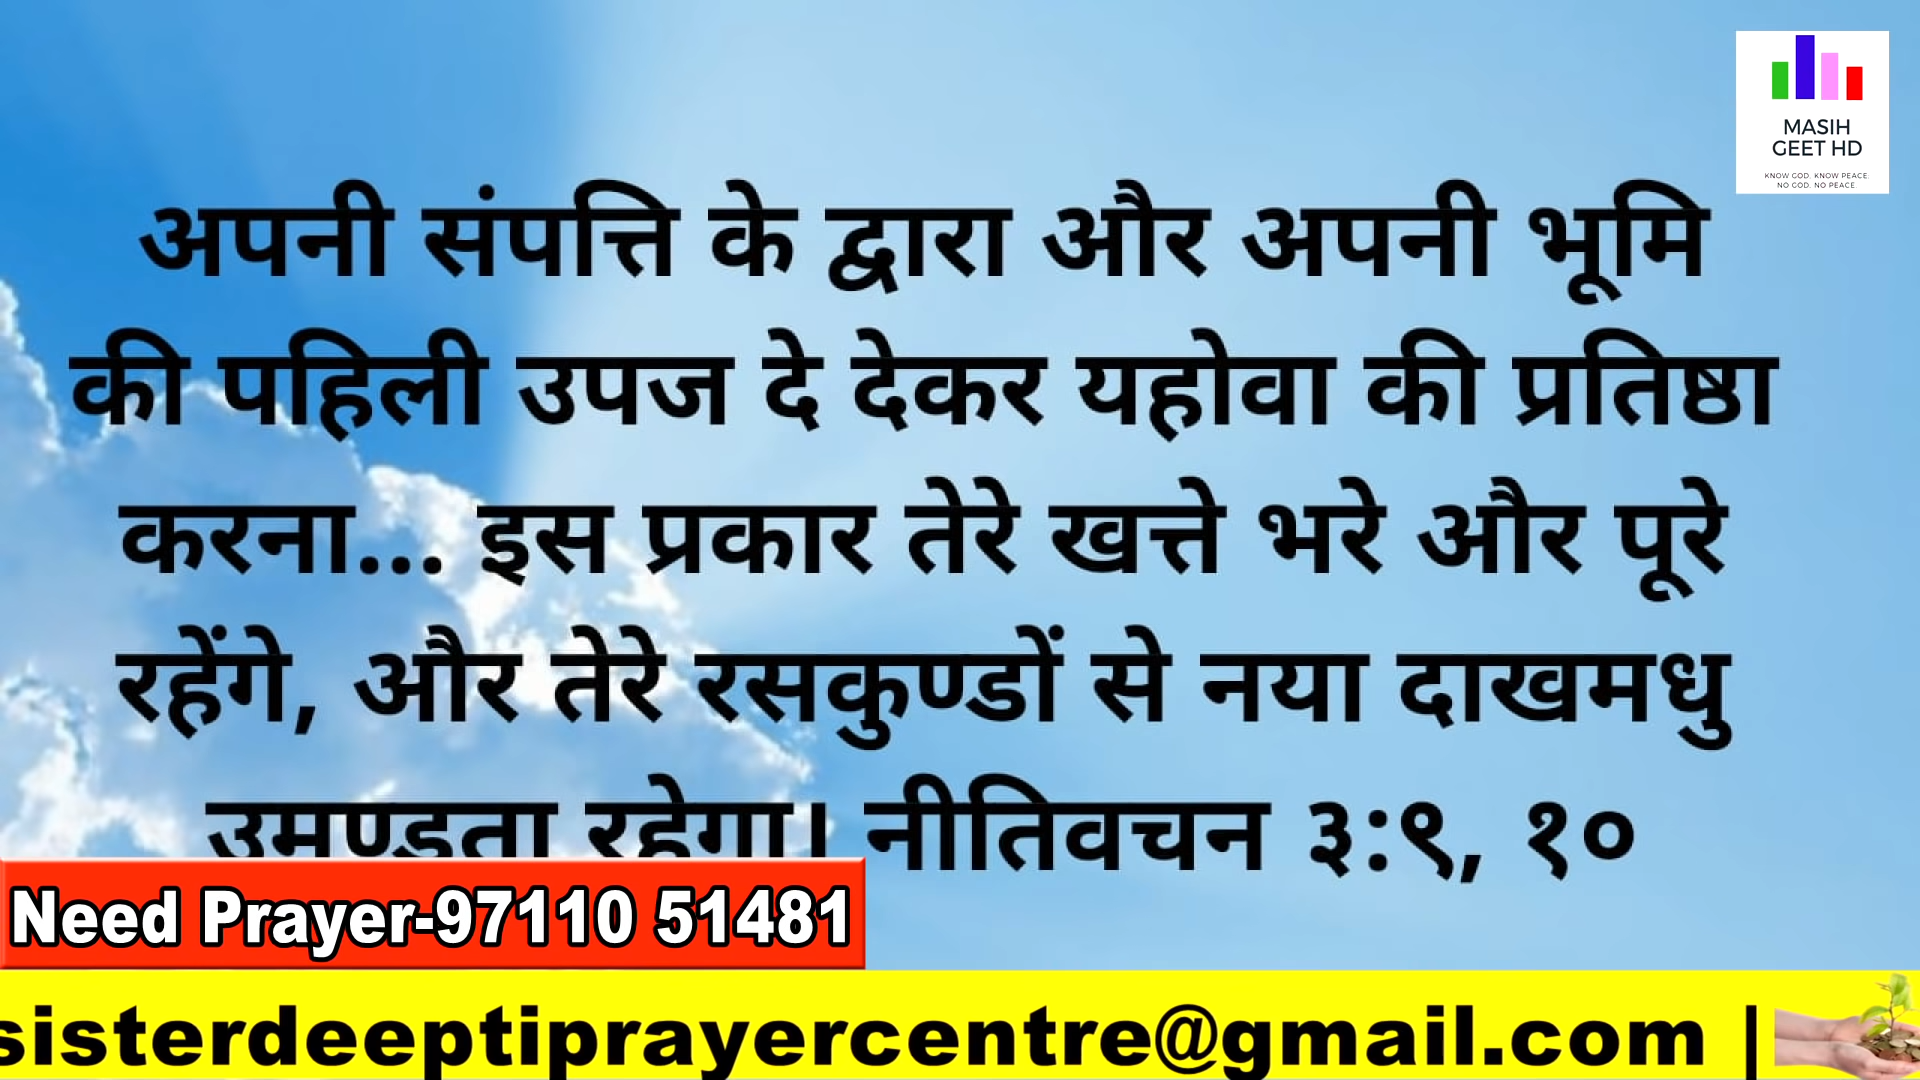 MASIH
GEET HD
KNOW GOD. KNOW PEACE.
NO GOD. NO PEACE.
अपनी संपत्ति के द्वारा और अपनी भूमि
की पहिली उपज दे देकर यहोवा की प्रतिष्ठा
करना... इस प्रकार तेरे खत्ते भरे और पूरे
रहेंगे, और तेरे रसकुण्डों से नया दाखमधु
उमण्डता रहेगा। नीतिवचन ३:९, १०
Need Prayer-97110 51481
sisterdeeptiprayercentre@gmail.com |